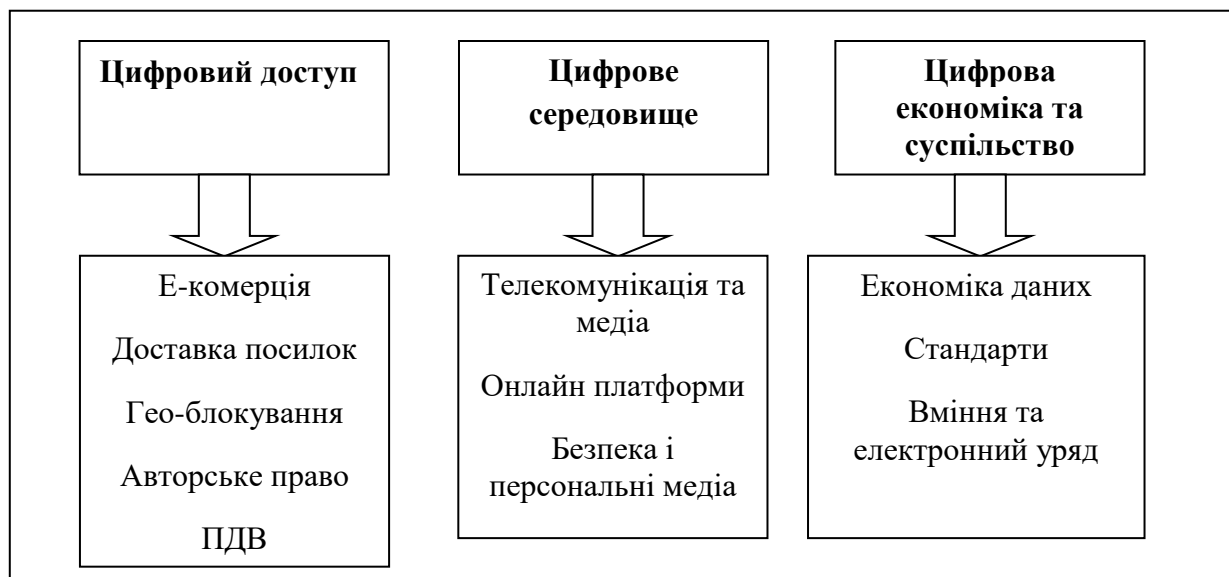 Цифровий доступ
Е-комерція
Доставка посилок
Гео-блокування
Авторське право
ПДВ
Цифрове
середовище
Телекомунікація та
медіа
Онлайн платформи
Безпека і
персональні медіа
Цифрова
економіка та
суспільство
Економіка даних
Стандарти
Вміння та
електронний уряд